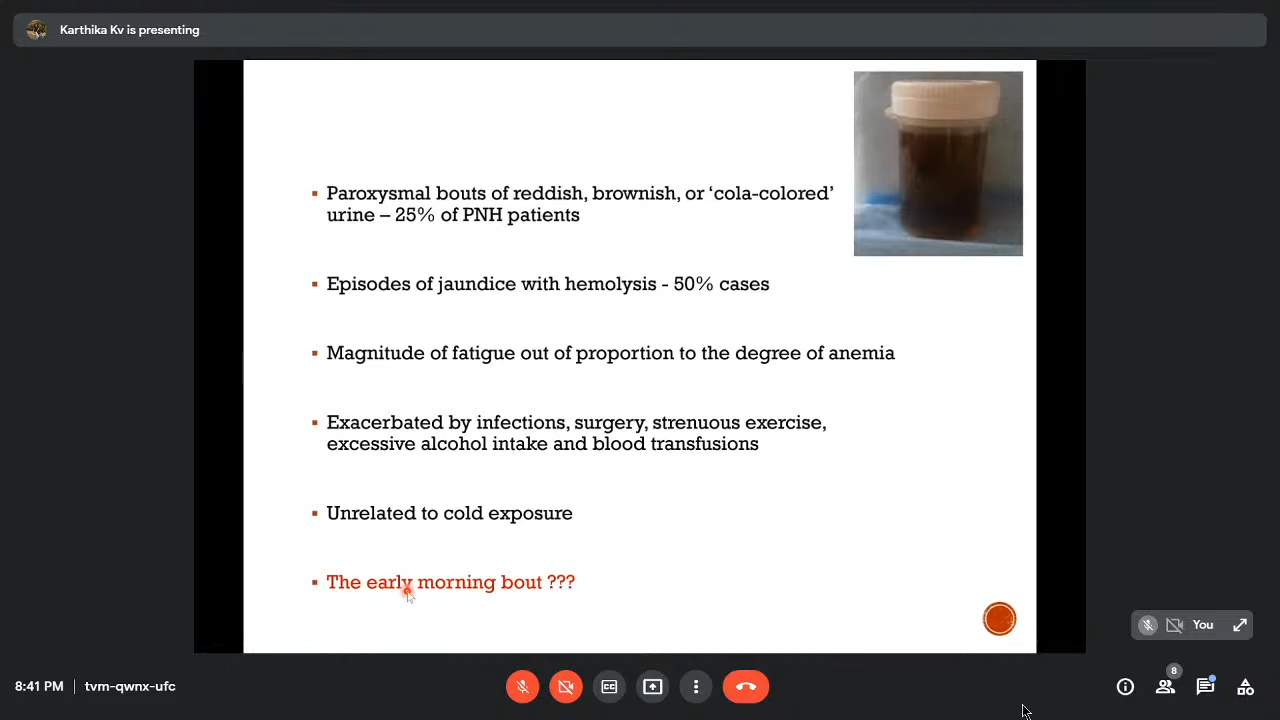 Karthika Kv is presenting
▪ Paroxysmal bouts of reddish, brownish, or ‘cola-colored’
urine – 25% of PNH patients
▪ Episodes of jaundice with hemolysis - 50% cases
▪ Magnitude of fatigue out of proportion to the degree of anemia
▪ Exacerbated by infections, surgery, strenuous exercise,
excessive alcohol intake and blood transfusions
▪ Unrelated to cold exposure
▪ The early morning bout ???
You
8:41 PM | tvm-qwnx-ufc
CC
8